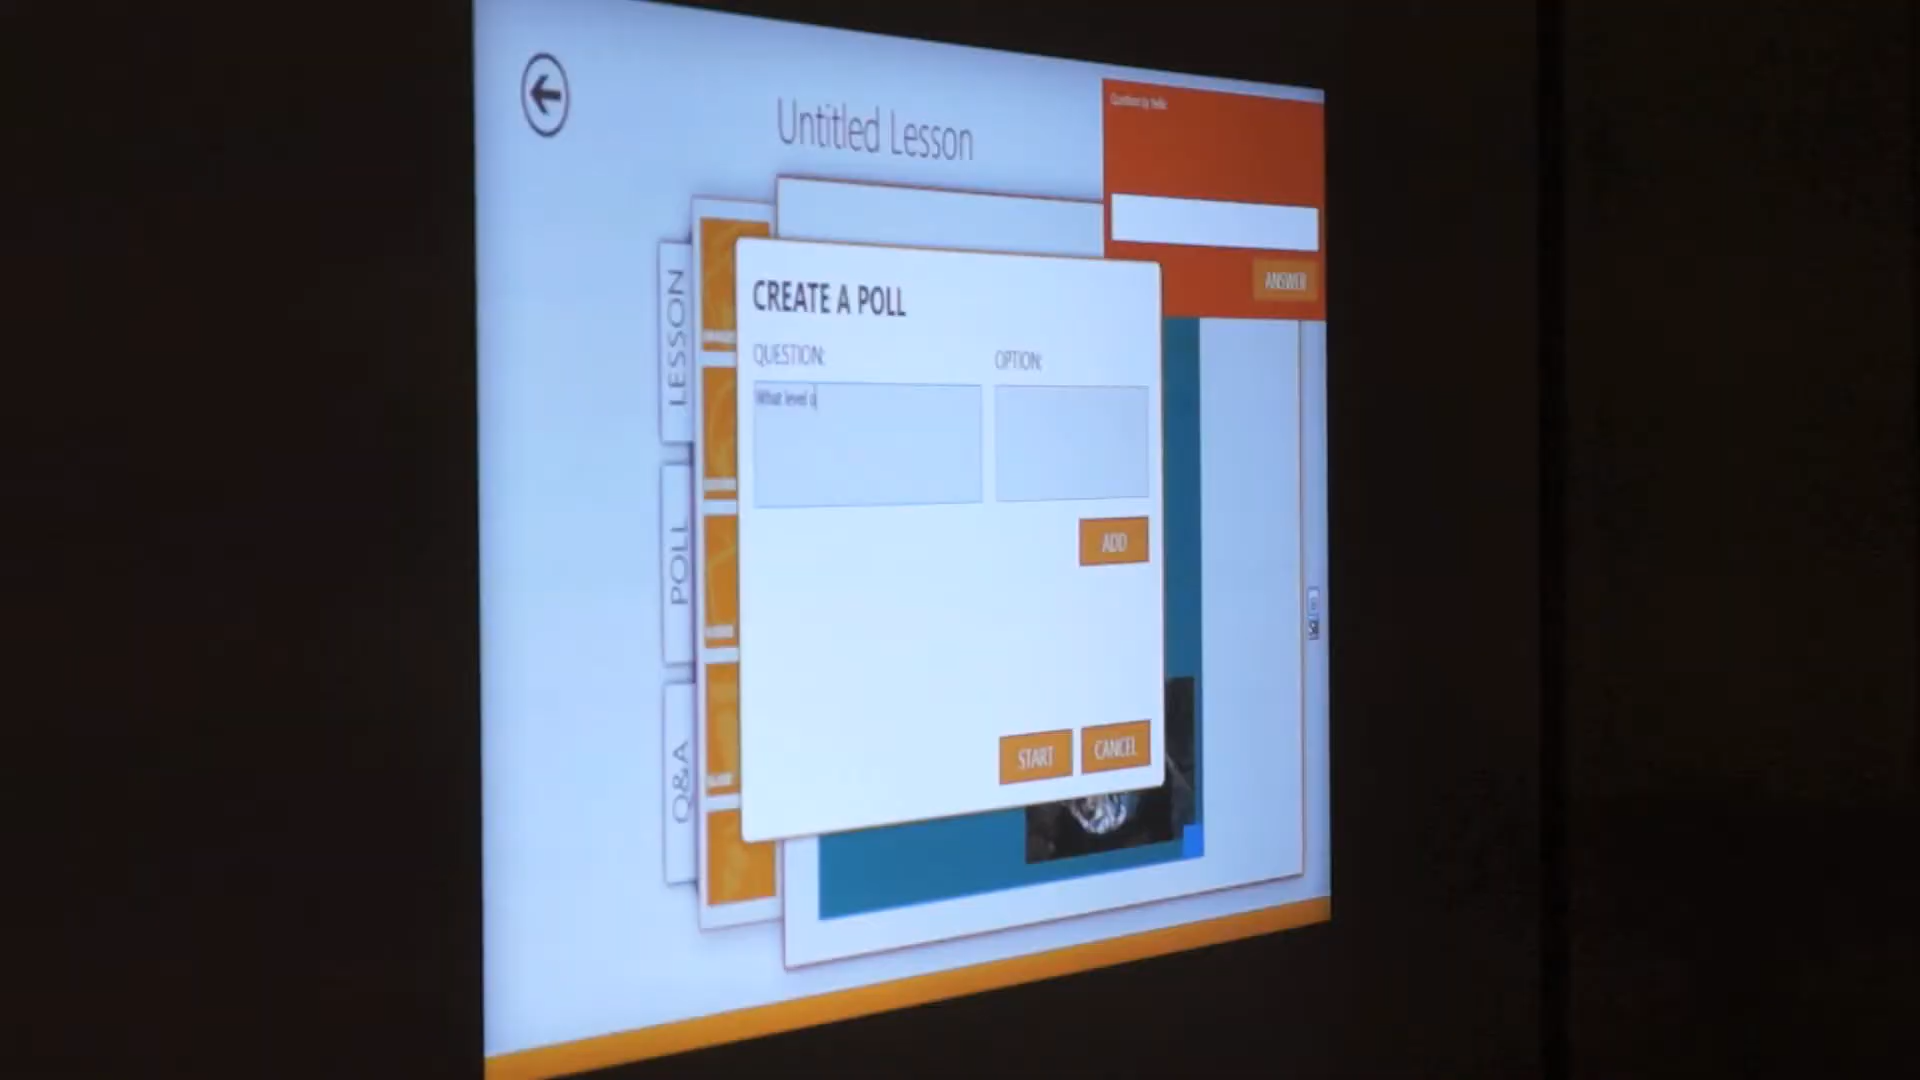 Untitled Lesson
ANSWER
LESSON
POLL
Q&A
CREATE A POLL
QUESTION:
OPTION:
What level o
ADD
START
CANCEL